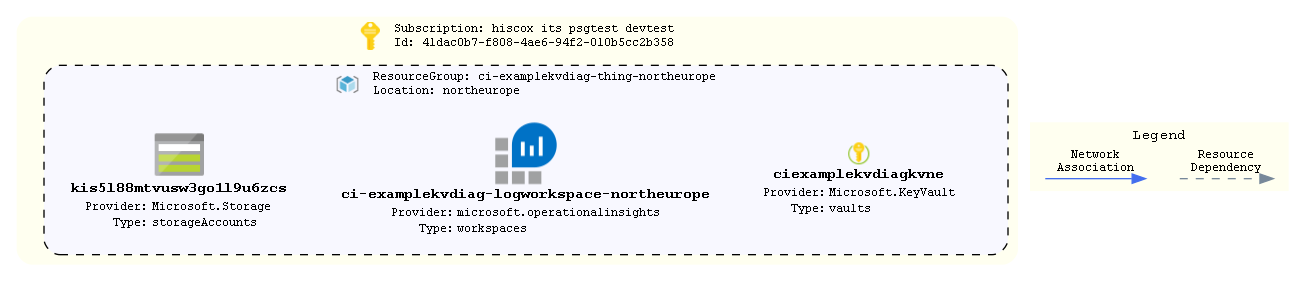 Subscription: hiscox its psgtest devtest
Id: 41dac0b7-f808-4ae6-94f2-010b5cc2b358
ResourceGroup: ci-examplekvdiag-thing-northeurope
Location: northeurope
kis5l88mtvusw3go1l9u6zcs
Provider: Microsoft.Storage
Type: storageAccounts
ci-examplekvdiag-logworkspace-northeurope
Provider: microsoft.operationalinsights
Type: workspaces
ciexamplekvdiagkvne
Provider: Microsoft.KeyVault
Type: vaults
Legend
Network
Association
Resource
Dependency